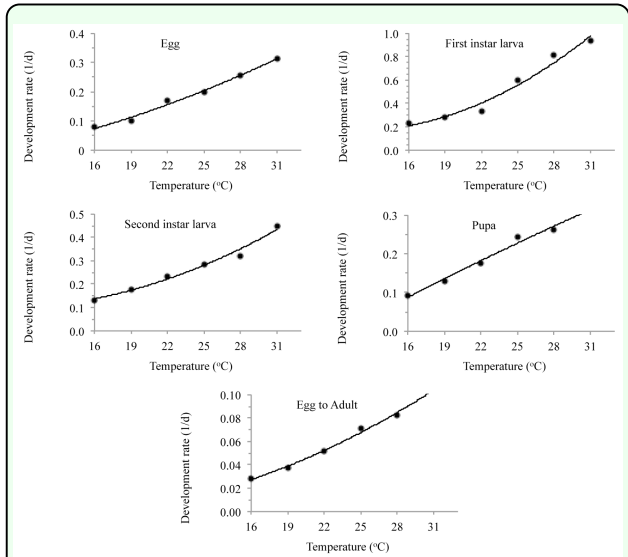 Egg
Development rate (1/d)
0.4
0.3
0.2
0.1
0
16 19 22 25 28 31
Temperature (°C)
First instar larva
Development rate (1/d)
1.0
0.8
0.6
0.4
0.2
0.0
16 19 22 25 28 31
Temperature (°C)
Second instar larva
Development rate (1/d)
0.5
0.4
0.3
0.2
0.1
0.0
16 19 22 25 28 31
Temperature (°C)
Pupa
Development rate (1/d)
0.3
0.2
0.1
0.0
16 19 22 25 28 31
Temperature (°C)
Egg to Adult
Development rate (1/d)
0.10
0.08
0.06
0.04
0.02
0.00
16 19 22 25 28 31
Temperature (°C)